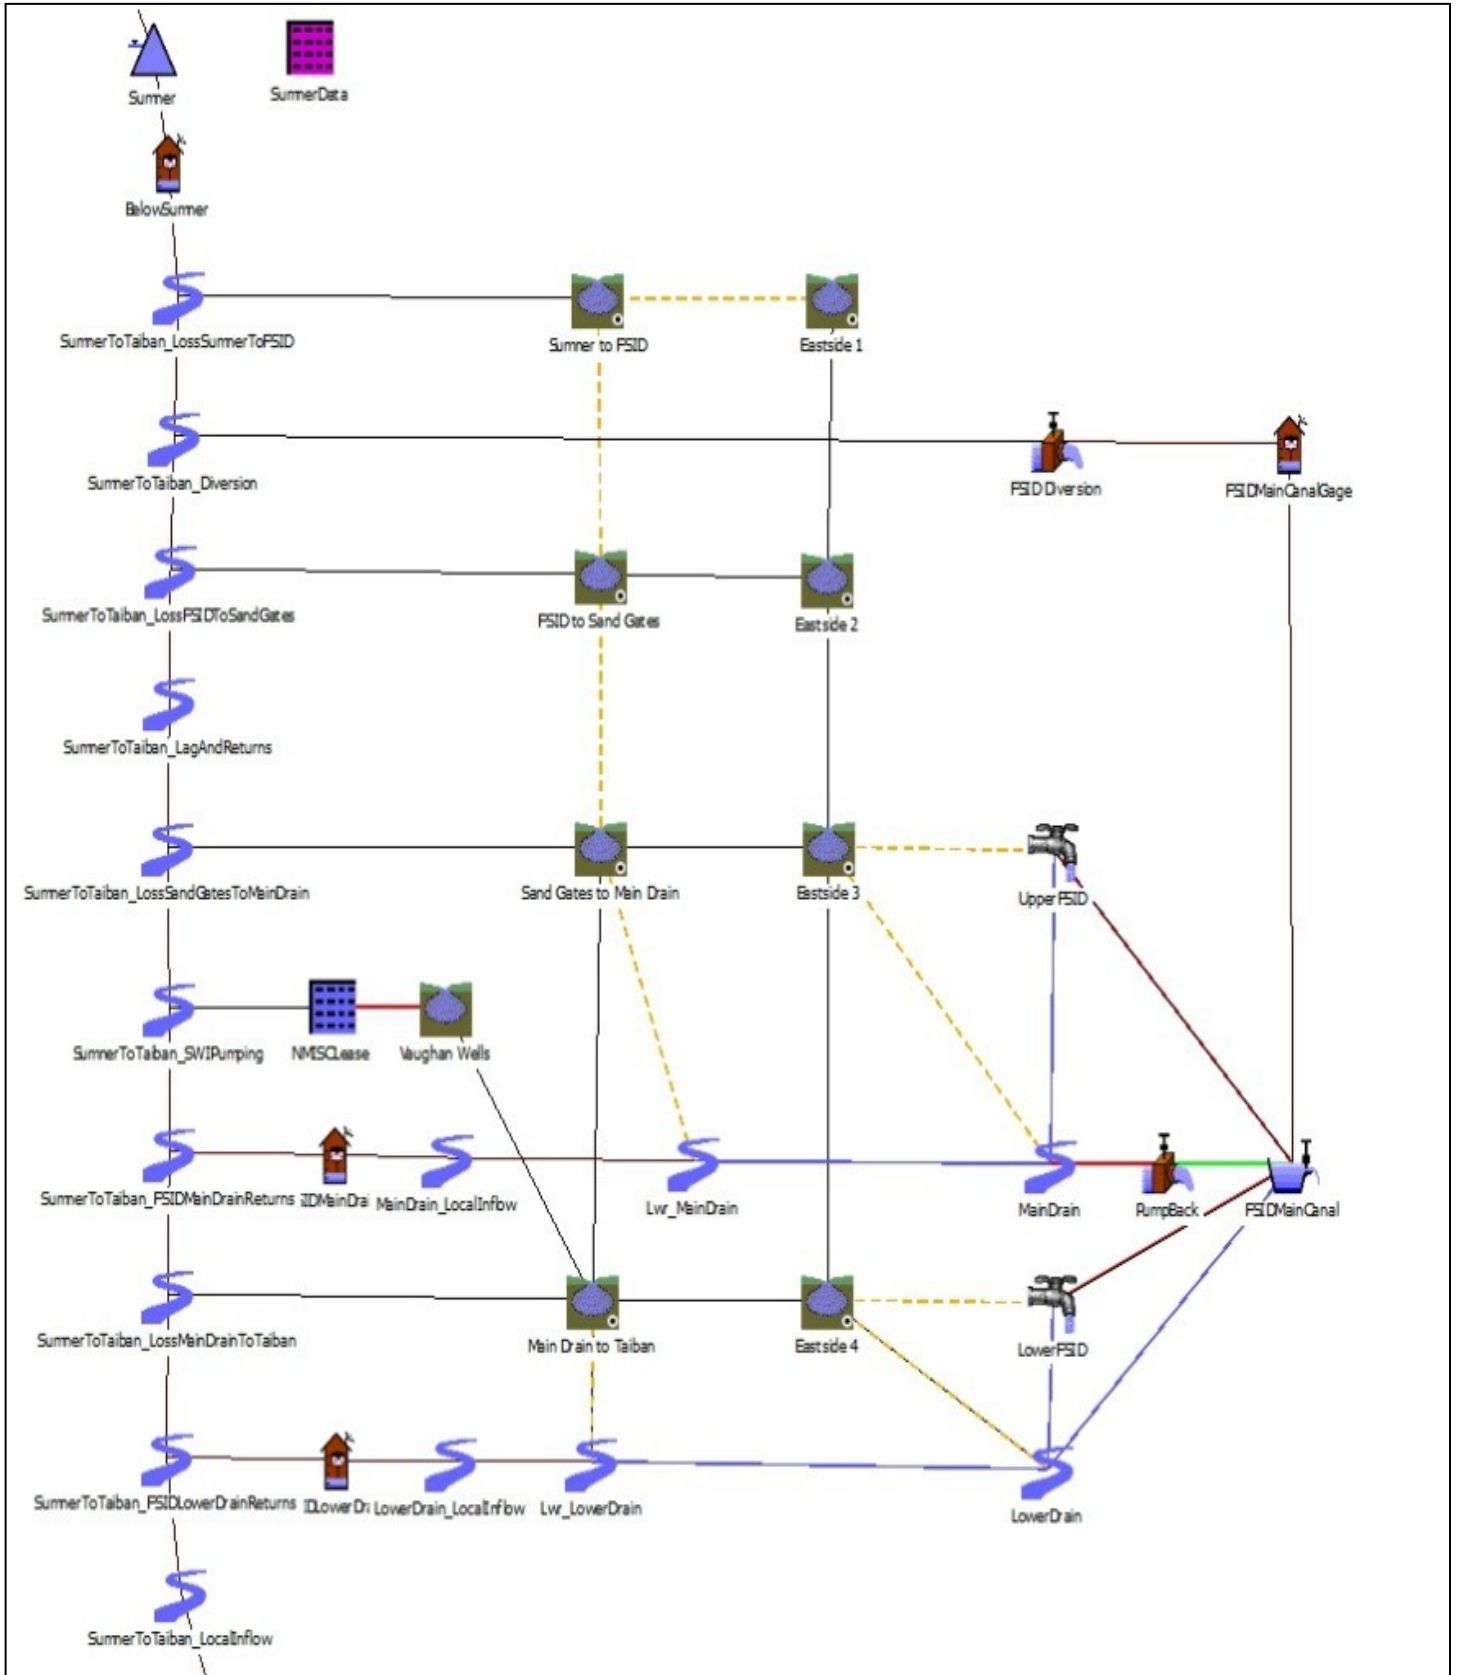 Sumner
SumnerData
BelowSumner
SumnerToTaiban_LossSumnerToFSID
Sumner to FSID
Eastside 1
SumnerToTaiban_Diversion
FSID Diversion
FSIDMainCanalGage
SumnerToTaiban_LossFSIDToSandGates
FSID to Sand Gates
Eastside 2
SumnerToTaiban_LagAndReturns
SumnerToTaiban_LossSandGatesToMainDrain
Sand Gates to Main Drain
Eastside 3
UpperFSID
SumnerToTaiban_SWIPumping
NMISCLease
Vaughan Wells
SumnerToTaiban_FSIDMainDrainReturns
IDMainDrai
MainDrain_LocalInflow
Lwr_MainDrain
MainDrain
PumpBack
FSIDMainCanal
SumnerToTaiban_LossMainDrainToTaiban
Main Drain to Taiban
Eastside 4
LowerFSID
SumnerToTaiban_FSIDLowerDrainReturns
IDLowerDra
LowerDrain_LocalInflow
Lwr_LowerDrain
LowerDrain
SumnerToTaiban_LocalInflow